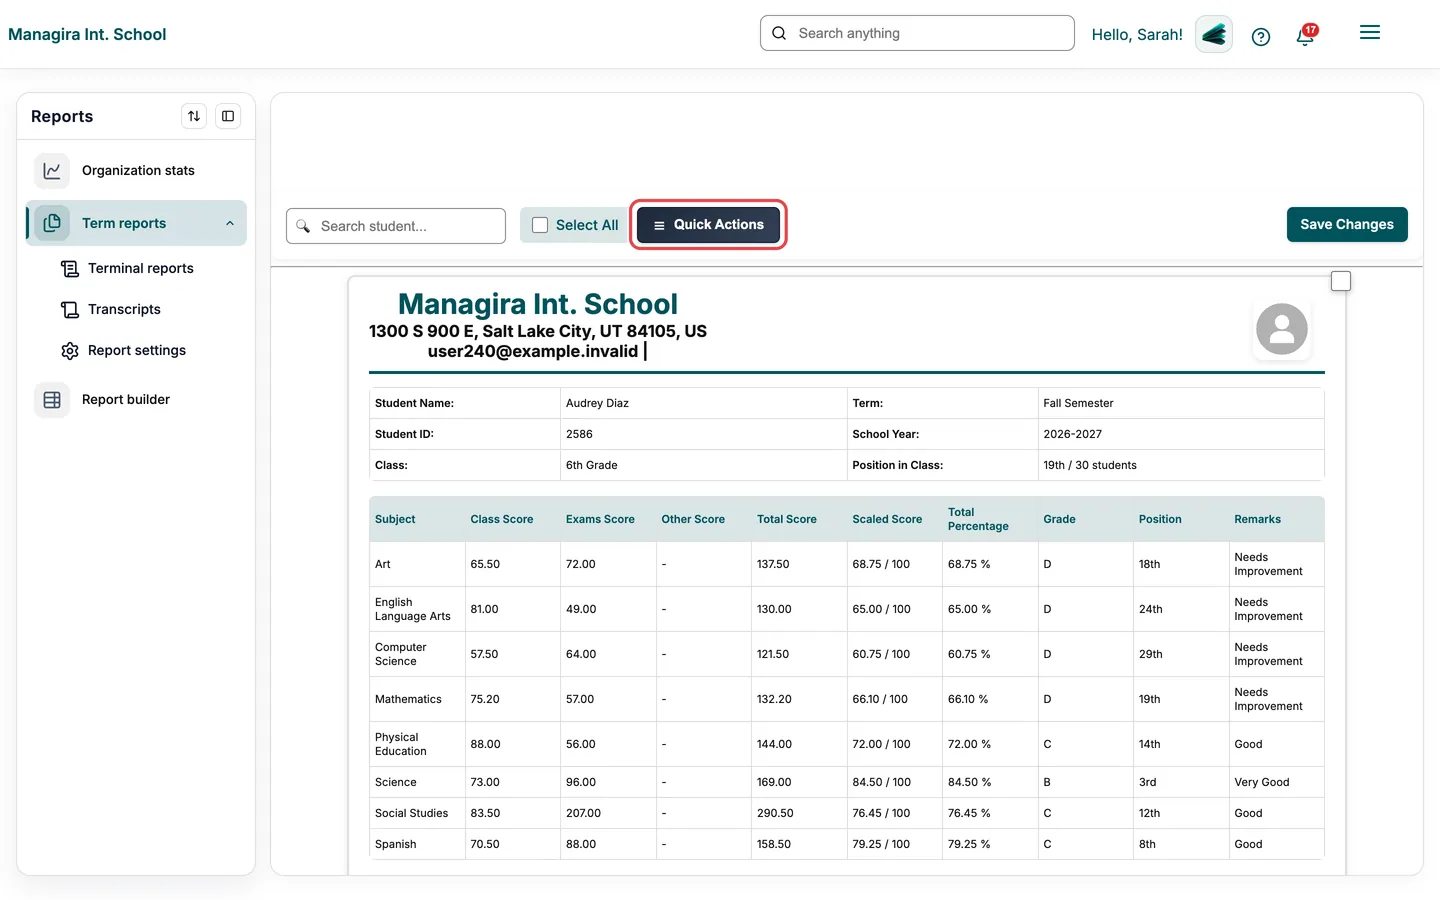 Managira Int. School
Search anything
Hello, Sarah!
17
Reports
Organization stats
Term reports
Terminal reports
Transcripts
Report settings
Report builder
Search student...
Select All
Quick Actions
Save Changes
Managira Int. School
1300 S 900 E, Salt Lake City, UT 84105, US
user240@example.invalid |
Student Name: Audrey Diaz Term: Fall Semester
Student ID: 2586 School Year: 2026-2027
Class: 6th Grade Position in Class: 19th / 30 students
Subject Class Score Exams Score Other Score Total Score Scaled Score Total Percentage Grade Position Remarks
Art 65.50 72.00 - 137.50 68.75 / 100 68.75 % D 18th Needs Improvement
English Language Arts 81.00 49.00 - 130.00 65.00 / 100 65.00 % D 24th Needs Improvement
Computer Science 57.50 64.00 - 121.50 60.75 / 100 60.75 % D 29th Needs Improvement
Mathematics 75.20 57.00 - 132.20 66.10 / 100 66.10 % D 19th Needs Improvement
Physical Education 88.00 56.00 - 144.00 72.00 / 100 72.00 % C 14th Good
Science 73.00 96.00 - 169.00 84.50 / 100 84.50 % B 3rd Very Good
Social Studies 83.50 207.00 - 290.50 76.45 / 100 76.45 % C 12th Good
Spanish 70.50 88.00 - 158.50 79.25 / 100 79.25 % C 8th Good